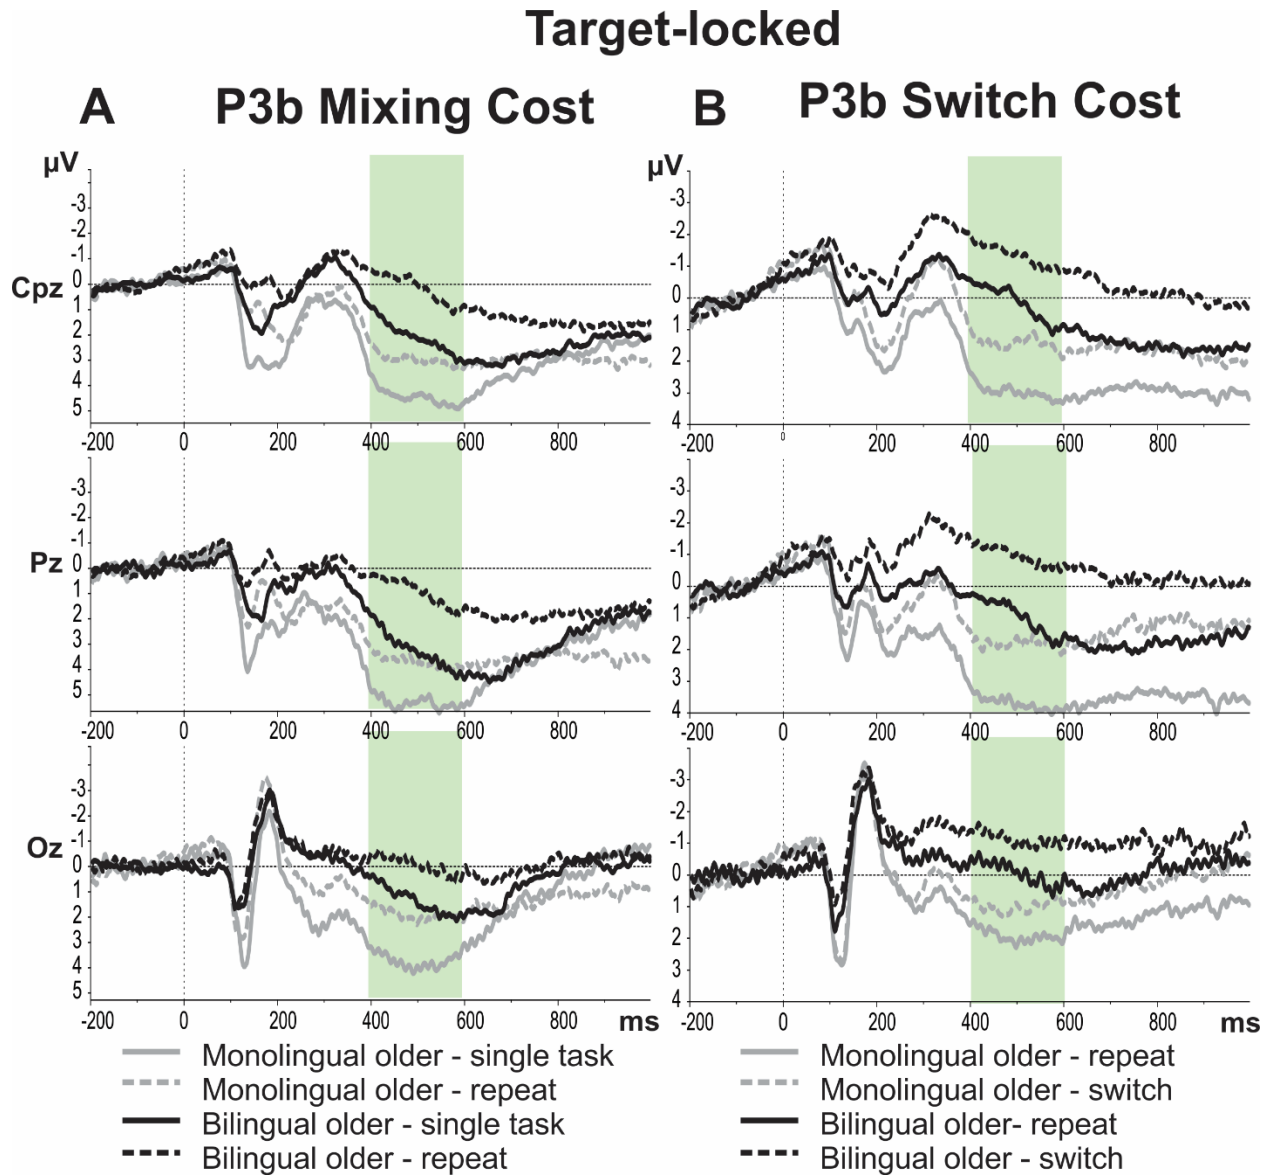 Target-locked
A P3b Mixing Cost
B P3b Switch Cost
µV
-3
-2
-1
0
1
2
3
4
5
Cpz
-200 0 200 400 600 800
µV
-3
-2
-1
0
1
2
3
4
-200 0 200 400 600 800
-3
-2
-1
0
1
2
3
4
5
Pz
-200 0 200 400 600 800
-3
-2
-1
0
1
2
3
4
-200 0 200 400 600 800
-3
-2
-1
0
1
2
3
4
5
Oz
-200 0 200 400 600 800 ms
-3
-2
-1
0
1
2
3
4
-200 0 200 400 600 800 ms
Monolingual older - single task
Monolingual older - repeat
Bilingual older - single task
Bilingual older - repeat
Monolingual older - repeat
Monolingual older - switch
Bilingual older- repeat
Bilingual older - switch